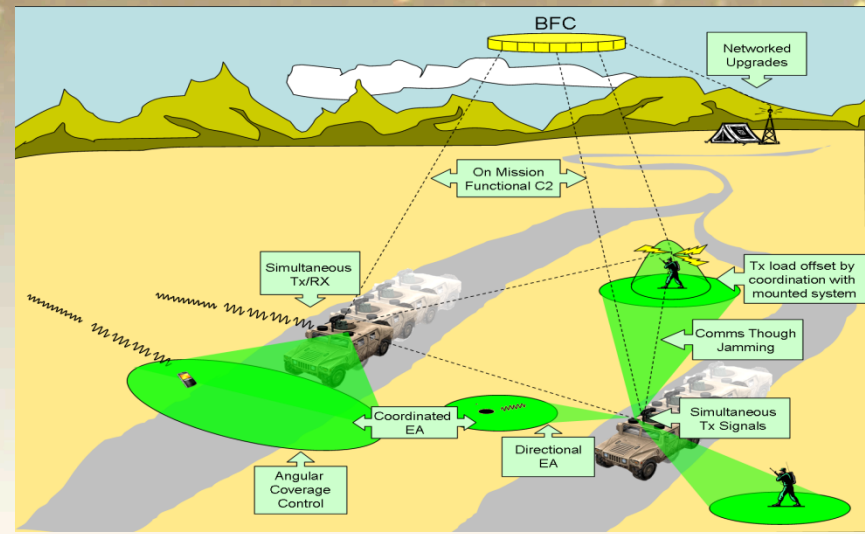 BFC
Networked
Upgrades
On Mission
Functional C2
Simultaneous
Tx/RX
Tx load offset by
coordination with
mounted system
Comms Though
Jamming
Coordinated
EA
Simultaneous
Tx Signals
Directional
EA
Angular
Coverage
Control